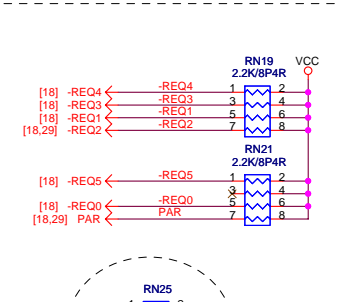 RN19 VCC
2.2K/8P4R
[18] -REQ4 -REQ4 1 2
[18] -REQ3 -REQ3 3 4
[18] -REQ1 -REQ1 5 6
[18,29] -REQ2 -REQ2 7 8
RN21
2.2K/8P4R
[18] -REQ5 -REQ5 1 2
3 4
[18] -REQ0 -REQ0 5 6
[18,29] PAR PAR 7 8
RN25